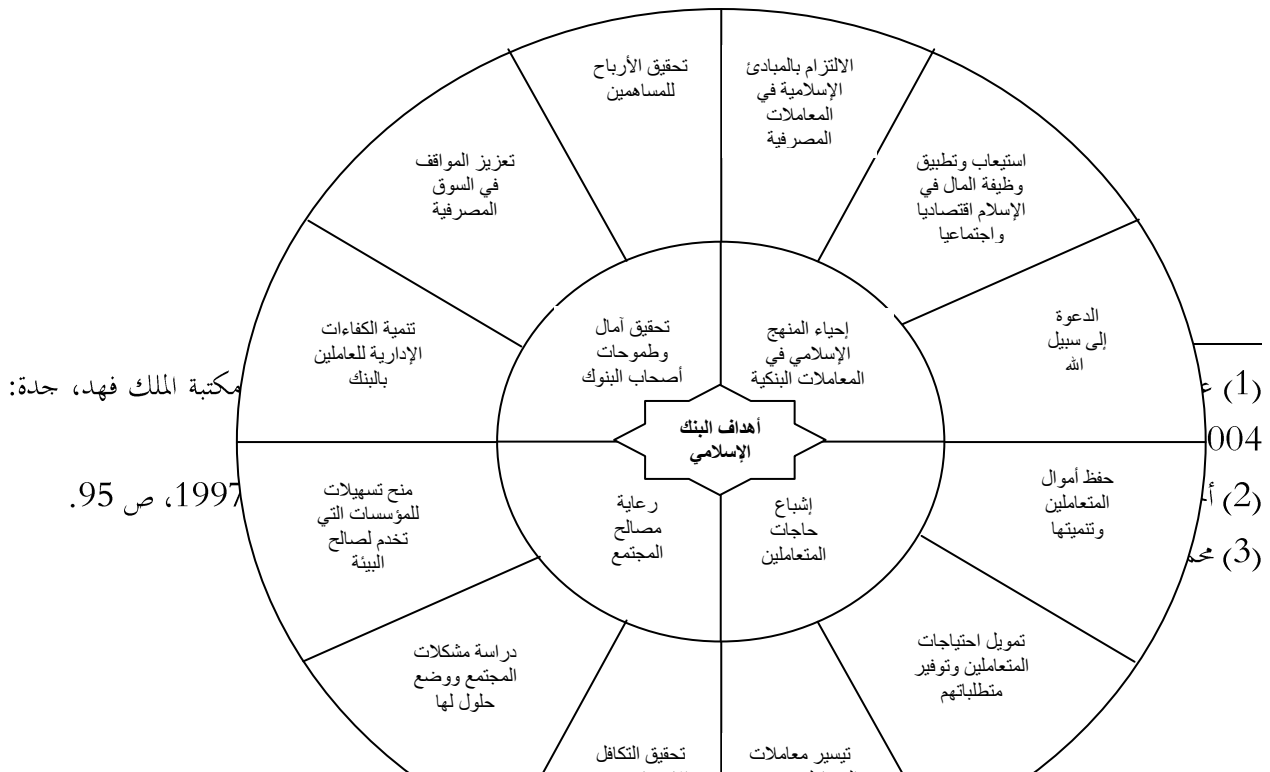 الالتزام بالمبادئ
الإسلامية في
المعاملات
المصرفية
استيعاب وتطبيق
وظيفة المال في
الإسلام اقتصاديا
واجتماعيا
الدعوة
إلى سبيل
الله
حفظ أموال
المتعاملين
وتنميتها
تمويل احتياجات
المتعاملين وتوفير
متطلباتهم
تيسير معاملات
تحقيق التكافل
دراسة مشكلات
المجتمع ووضع
حلول لها
منح تسهيلات
للمؤسسات التي
تخدم لصالح
البيئة
تنمية الكفاءات
الإدارية للعاملين
بالبنك
تعزيز المواقف
في السوق
المصرفية
تحقيق الأرباح
للمساهمين
إحياء المنهج
الإسلامي في
المعاملات البنكية
تحقيق آمال
وطموحات
أصحاب البنوك
أهداف البنك
الإسلامي
إشباع
حاجات
المتعاملين
رعاية
مصالح
المجتمع
(1) مكتبة الملك فهد، جدة:
004
(2) 1997، ص 95.
(3)